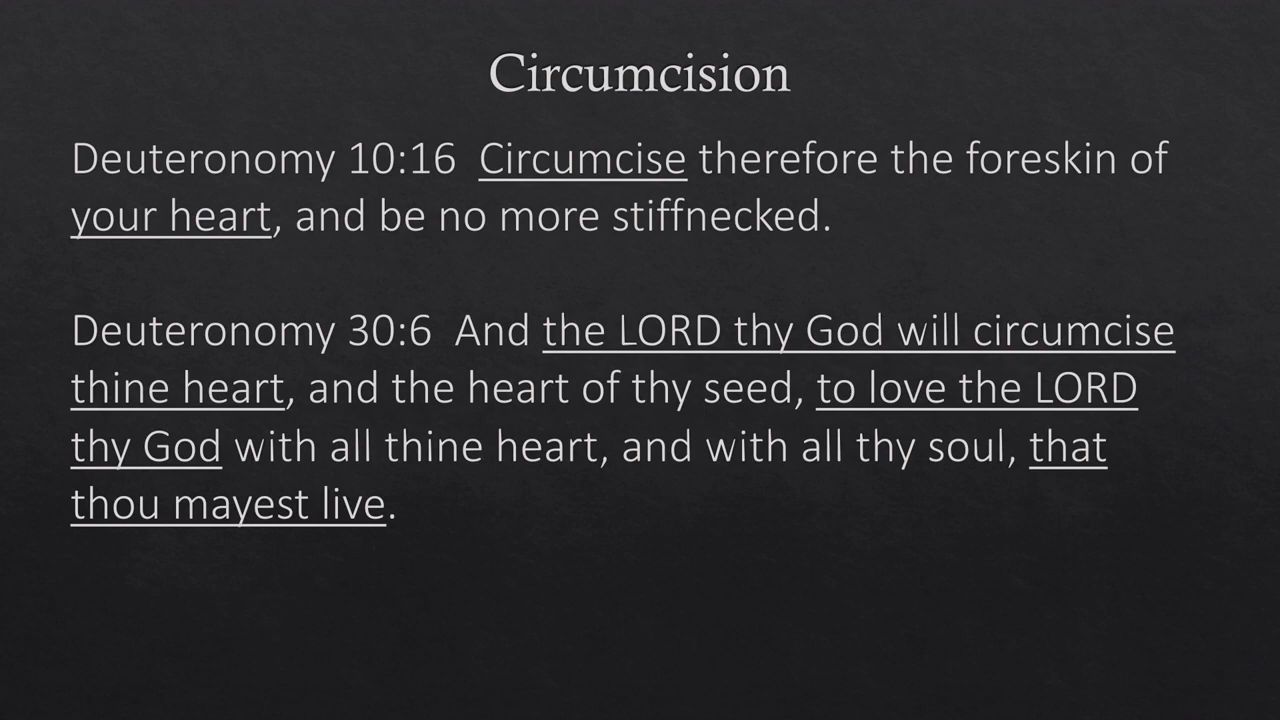 Circumcision
Deuteronomy 10:16  Circumcise therefore the foreskin of
your heart, and be no more stiffnecked.
Deuteronomy 30:6  And the LORD thy God will circumcise
thine heart, and the heart of thy seed, to love the LORD
thy God with all thine heart, and with all thy soul, that
thou mayest live.